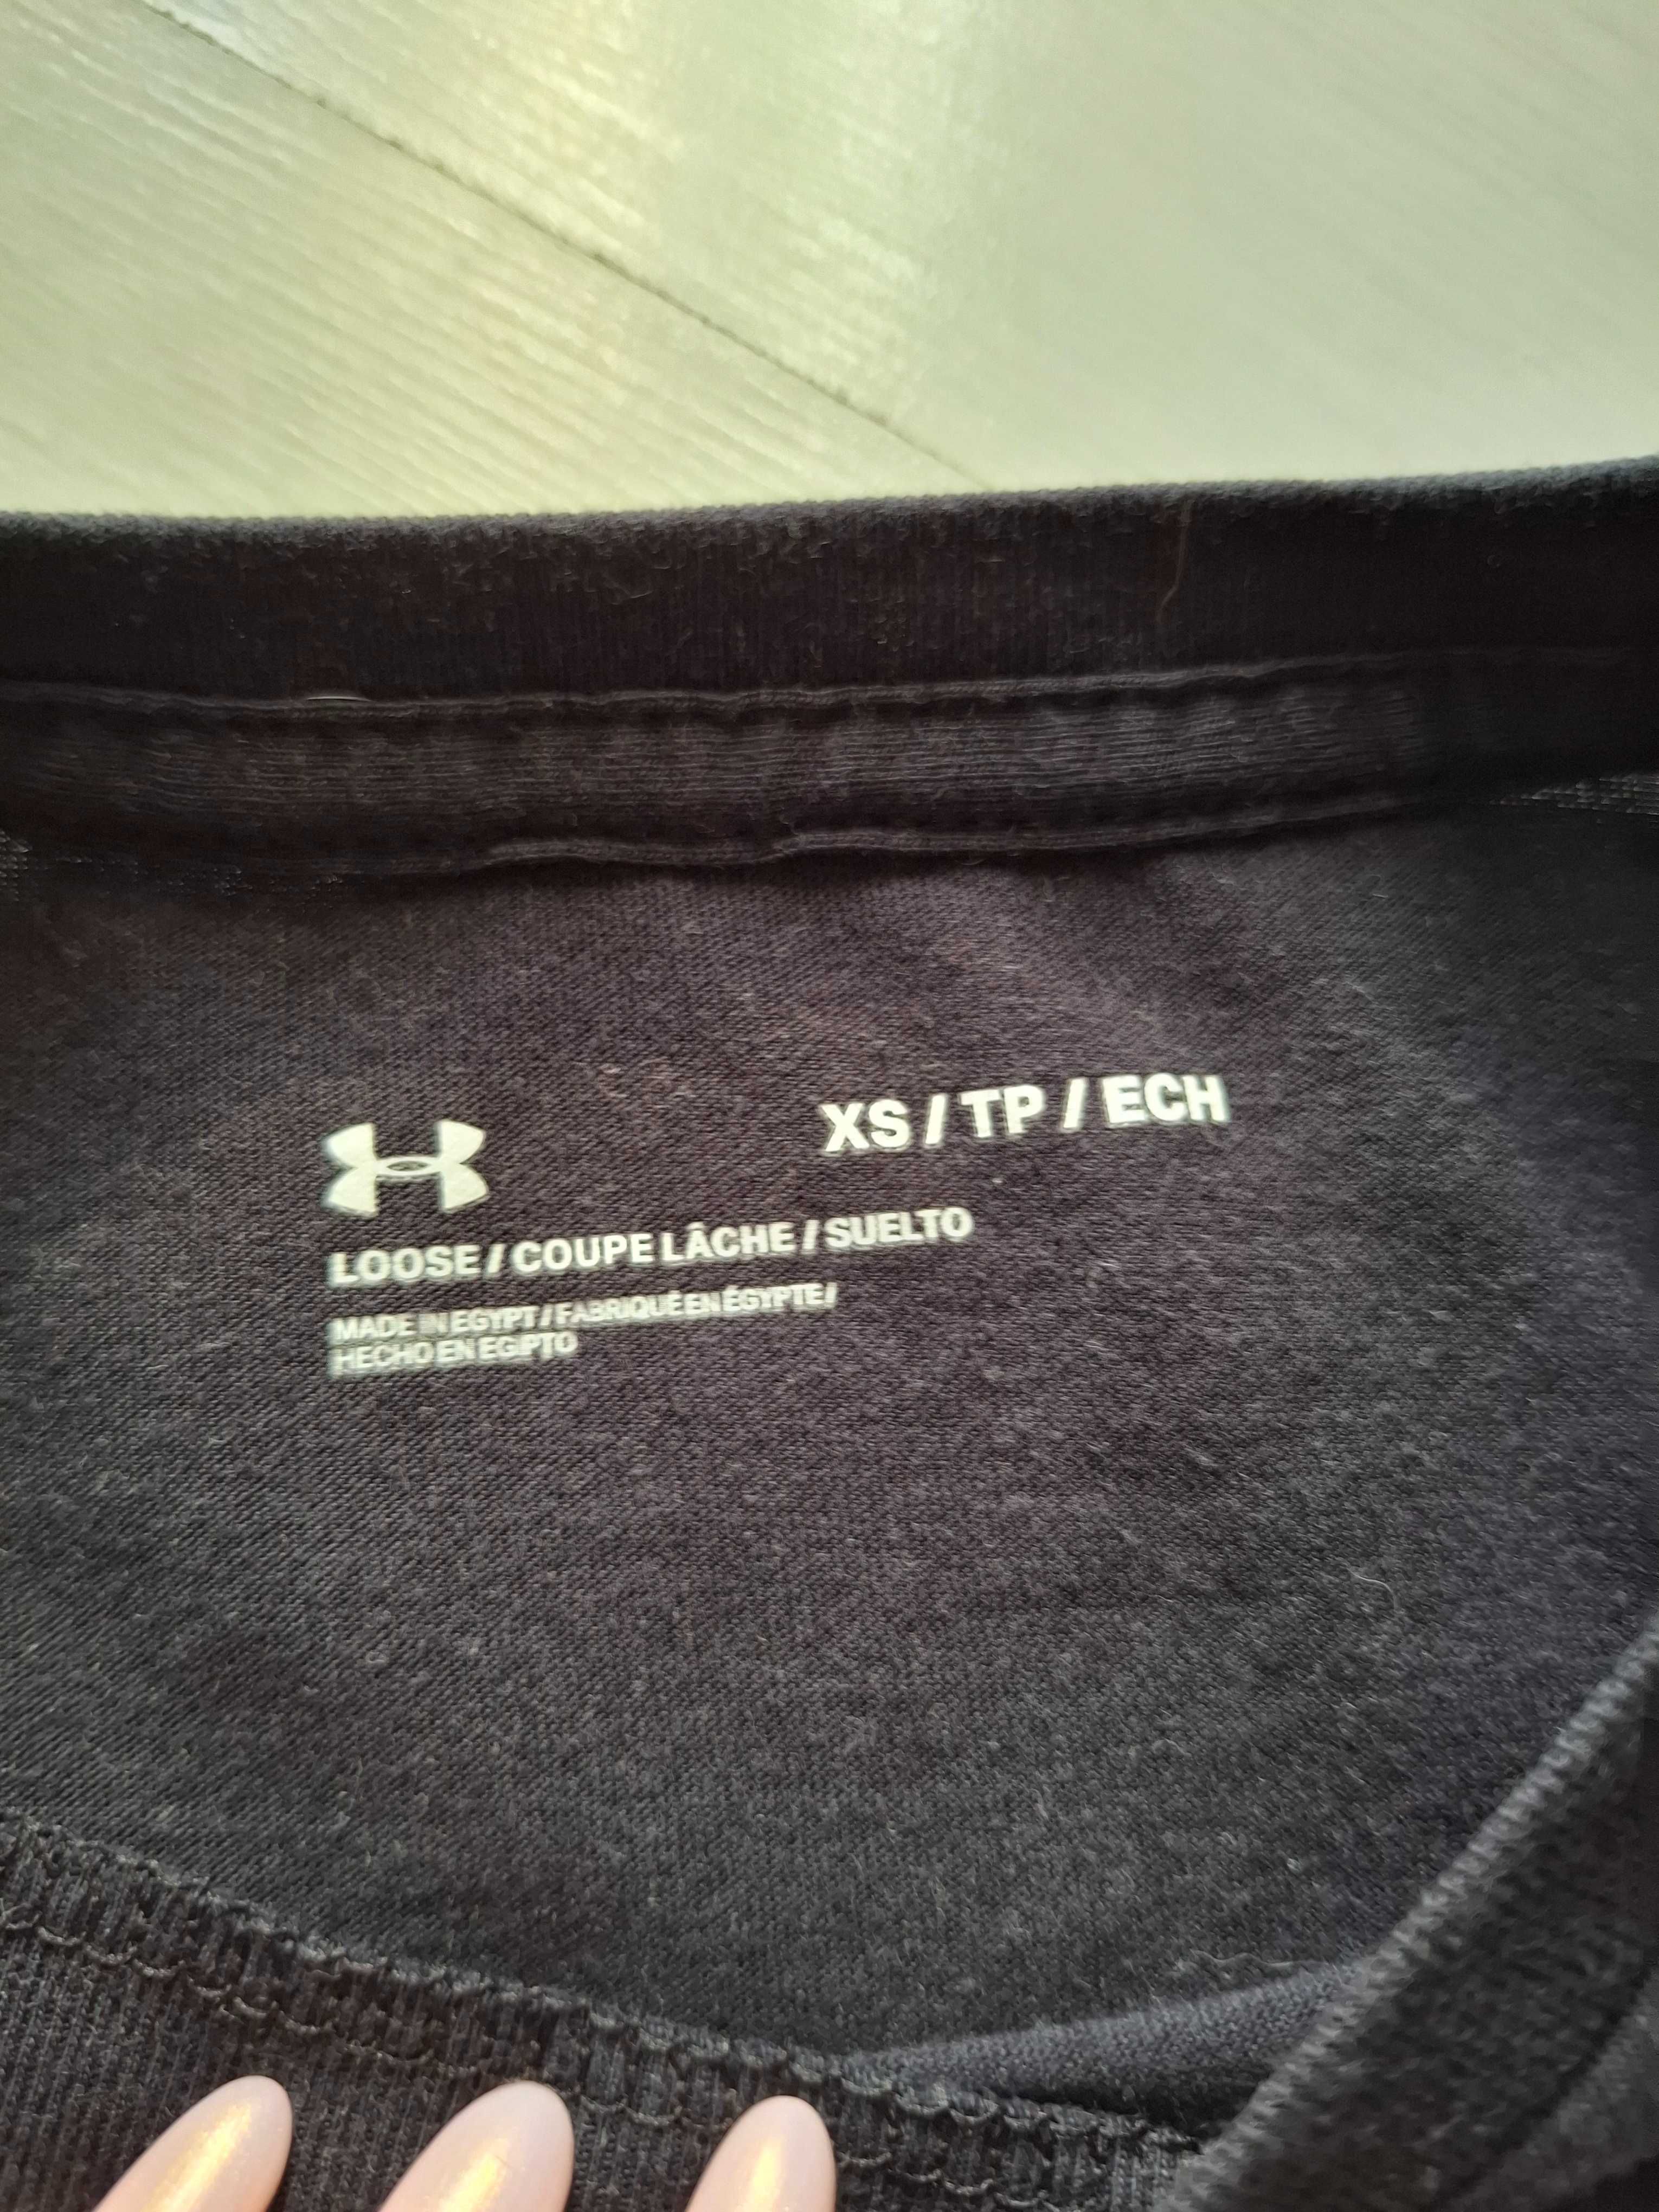 XS / TP / ECH
LOOSE / COUPE LÂCHE / SUELTO
MADE IN EGYPT / FABRIQUÉ EN ÉGYPTE /
HECHO EN EGIPTO